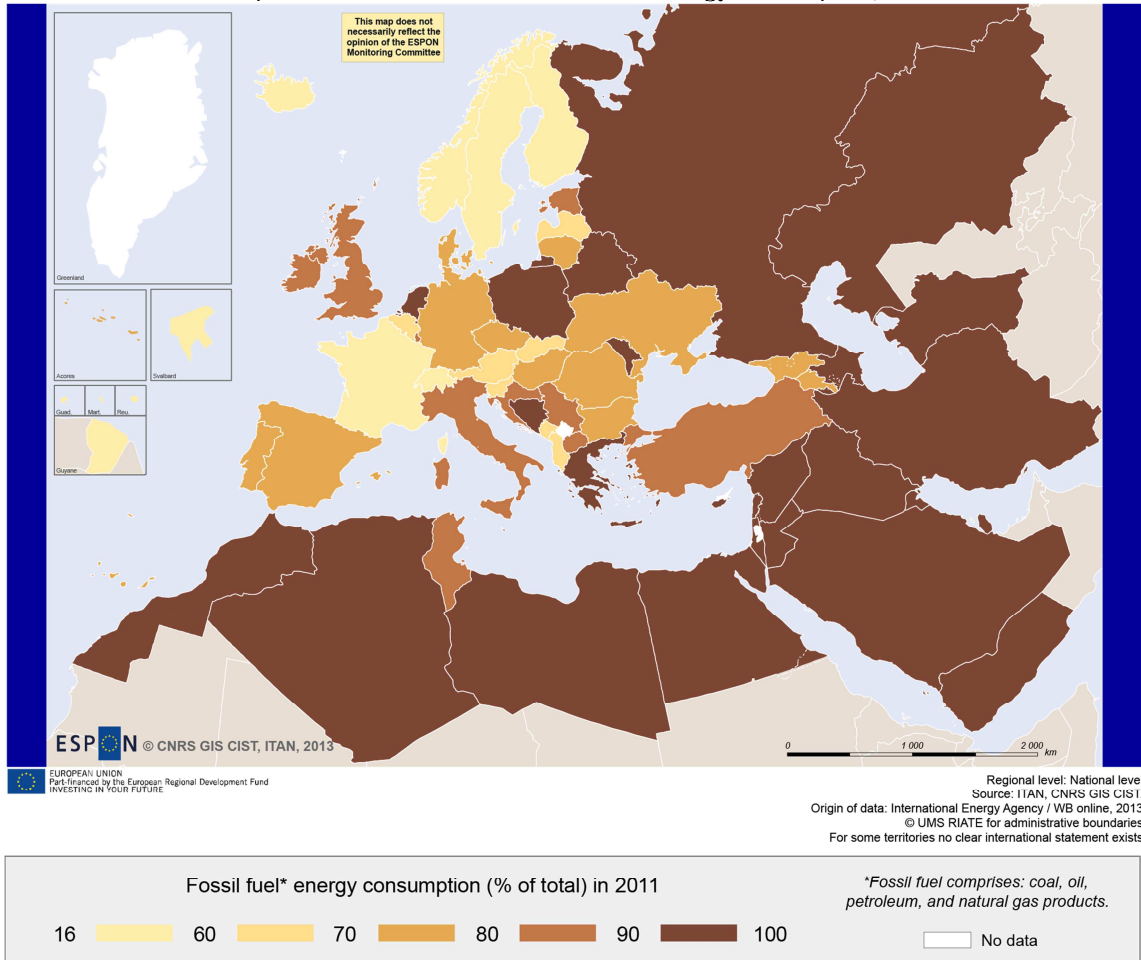 This map does not
necessarily reflect the
opinion of the ESPON
Monitoring Committee
Greenland
Acores
Svalbard
Guad. Mart. Reu.
Guyane
ESPON © CNRS GIS CIST, ITAN, 2013
0 1 000 2 000 km
EUROPEAN UNION
Part-financed by the European Regional Development Fund
INVESTING IN YOUR FUTURE
Regional level: National level
Source: ITAN, CNRS GIS CIST
Origin of data: International Energy Agency / WB online, 2013
© UMS RIATE for administrative boundaries
For some territories no clear international statement exists
Fossil fuel* energy consumption (% of total) in 2011
*Fossil fuel comprises: coal, oil,
petroleum, and natural gas products.
16 60 70 80 90 100
No data